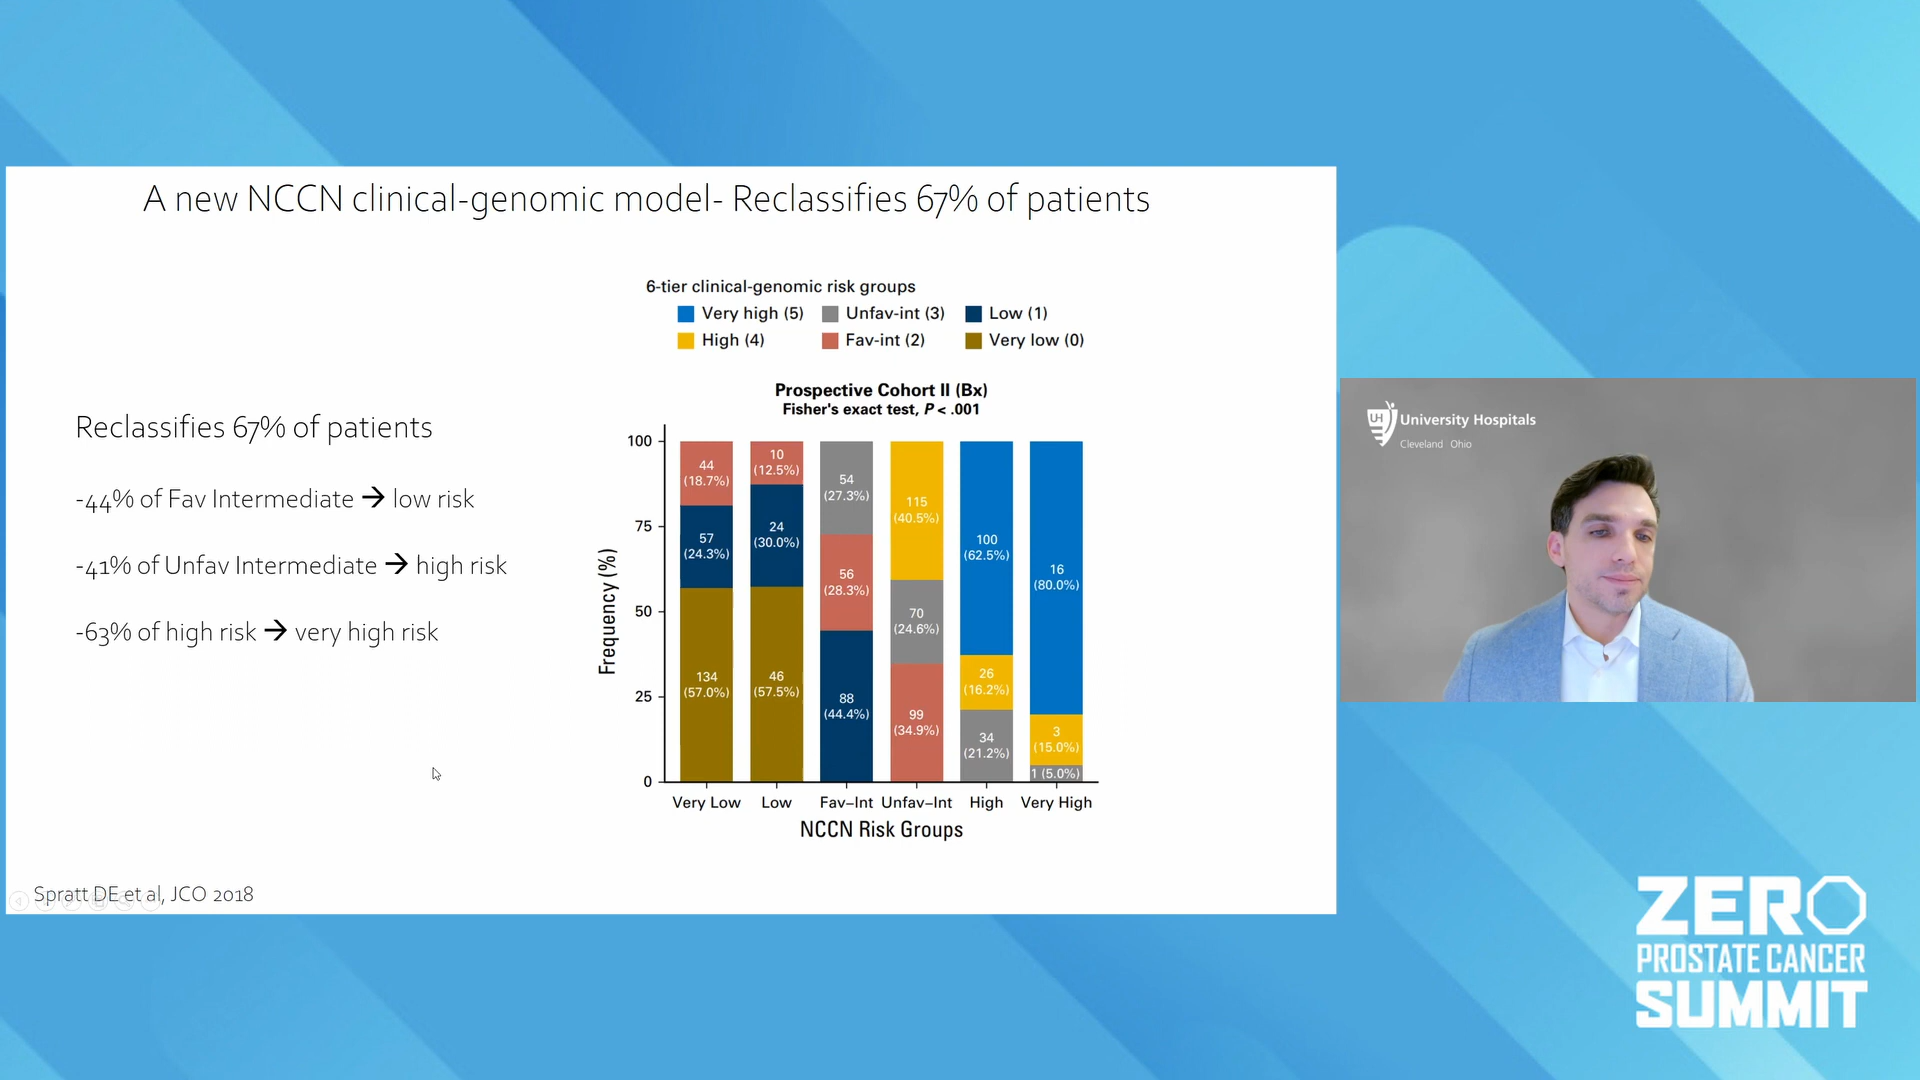 A new NCCN clinical-genomic model- Reclassifies 67% of patients
6-tier clinical-genomic risk groups
Very high (5) Unfav-int (3) Low (1)
High (4) Fav-int (2) Very low (0)
Prospective Cohort II (Bx)
Fisher's exact test, P < .001
Reclassifies 67% of patients
-44% of Fav Intermediate → low risk
-41% of Unfav Intermediate → high risk
-63% of high risk → very high risk
Frequency (%)
100
75
50
25
0
44
(18.7%)
57
(24.3%)
134
(57.0%)
10
(12.5%)
24
(30.0%)
46
(57.5%)
54
(27.3%)
56
(28.3%)
88
(44.4%)
115
(40.5%)
70
(24.6%)
99
(34.9%)
100
(62.5%)
26
(16.2%)
34
(21.2%)
16
(80.0%)
3
(15.0%)
1 (5.0%)
Very Low Low Fav–Int Unfav–Int High Very High
NCCN Risk Groups
Spratt DE et al, JCO 2018
UH University Hospitals
Cleveland Ohio
ZERO
PROSTATE CANCER
SUMMIT